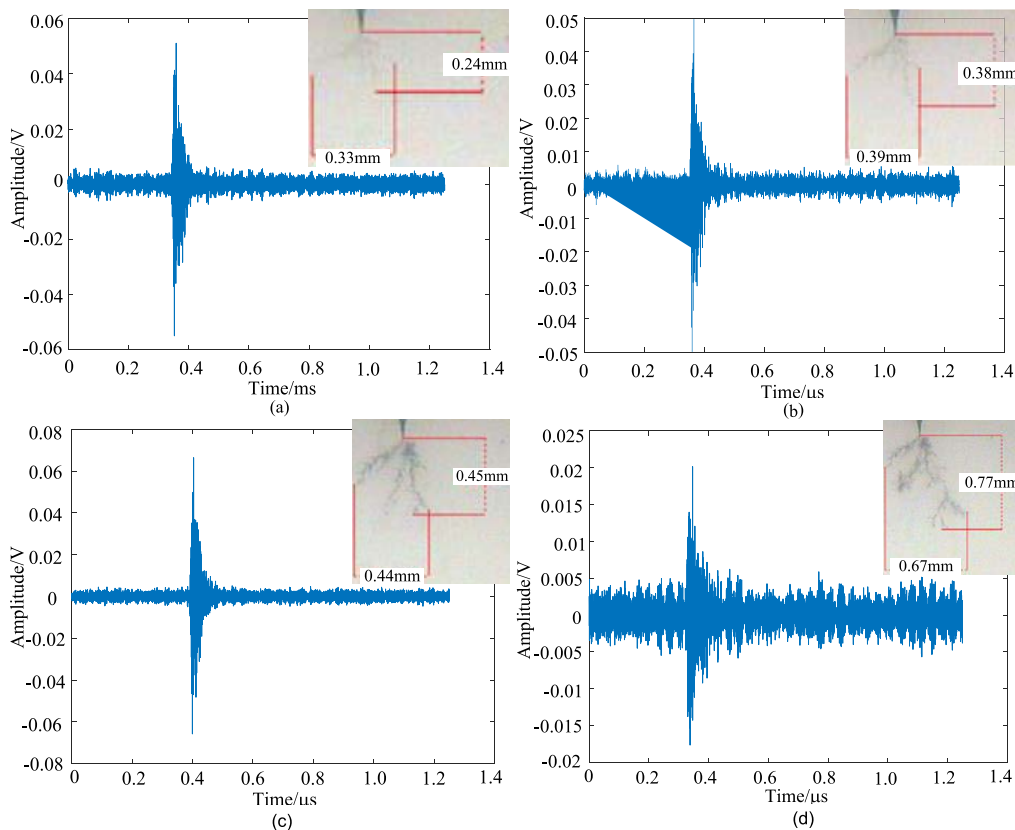 0.06
0.04
0.02
0
-0.02
-0.04
-0.06
Amplitude/V
0 0.2 0.4 0.6 0.8 1.0 1.2 1.4
Time/ms
(a)
0.24mm
0.33mm
0.05
0.04
0.03
0.02
0.01
0
-0.01
-0.02
-0.03
-0.04
-0.05
Amplitude/V
0 0.2 0.4 0.6 0.8 1.0 1.2 1.4
Time/μs
(b)
0.38mm
0.39mm
0.08
0.06
0.04
0.02
0
-0.02
-0.04
-0.06
-0.08
Amplitude/V
0 0.2 0.4 0.6 0.8 1.0 1.2 1.4
Time/μs
(c)
0.45mm
0.44mm
0.025
0.02
0.015
0.01
0.005
0
-0.005
-0.01
-0.015
-0.02
Amplitude/V
0 0.2 0.4 0.6 0.8 1.0 1.2 1.4
Time/μs
(d)
0.77mm
0.67mm